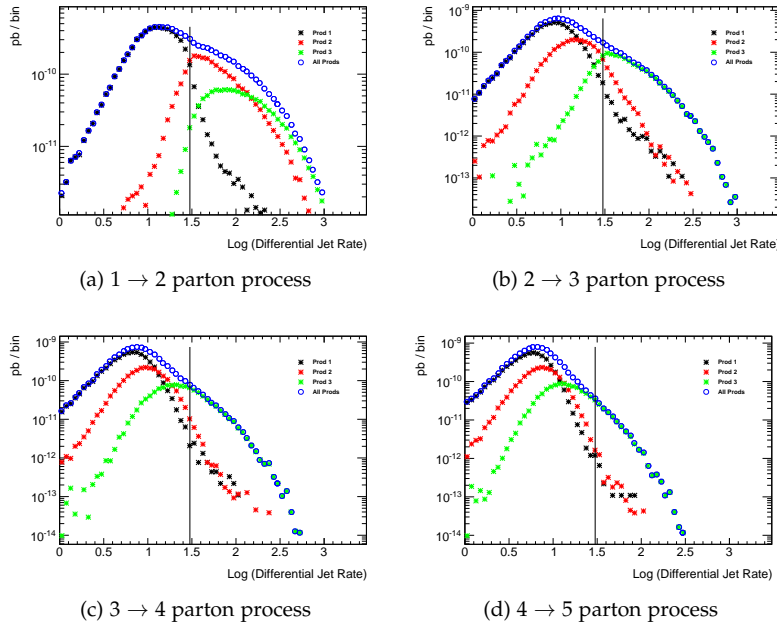 pb / bin
10⁻¹⁰
10⁻¹¹
Prod 1
Prod 2
Prod 3
All Prods
0 0.5 1 1.5 2 2.5 3
Log (Differential Jet Rate)
(a) 1 → 2 parton process
pb / bin
10⁻⁹
10⁻¹⁰
10⁻¹¹
10⁻¹²
10⁻¹³
Prod 1
Prod 2
Prod 3
All Prods
0 0.5 1 1.5 2 2.5 3
Log (Differential Jet Rate)
(b) 2 → 3 parton process
pb / bin
10⁻⁹
10⁻¹⁰
10⁻¹¹
10⁻¹²
10⁻¹³
10⁻¹⁴
Prod 1
Prod 2
Prod 3
All Prods
0 0.5 1 1.5 2 2.5 3
Log (Differential Jet Rate)
(c) 3 → 4 parton process
pb / bin
10⁻⁹
10⁻¹⁰
10⁻¹¹
10⁻¹²
10⁻¹³
10⁻¹⁴
Prod 1
Prod 2
Prod 3
All Prods
0 0.5 1 1.5 2 2.5 3
Log (Differential Jet Rate)
(d) 4 → 5 parton process